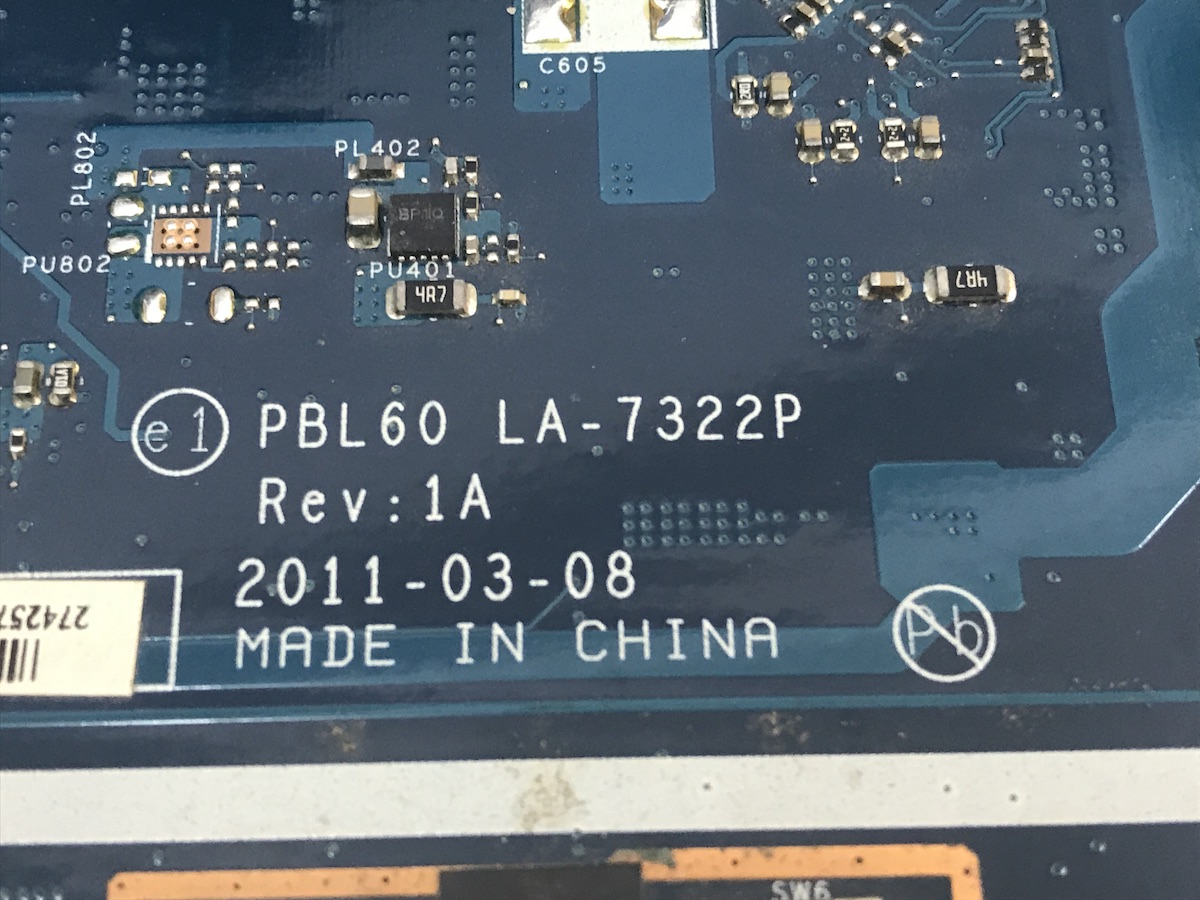 C605
PL402
PL802
PU802
PU401
4R7
4R7
e1
PBL60 LA-7322P
Rev:1A
2011-03-08
MADE IN CHINA
Pb
274257
SW6